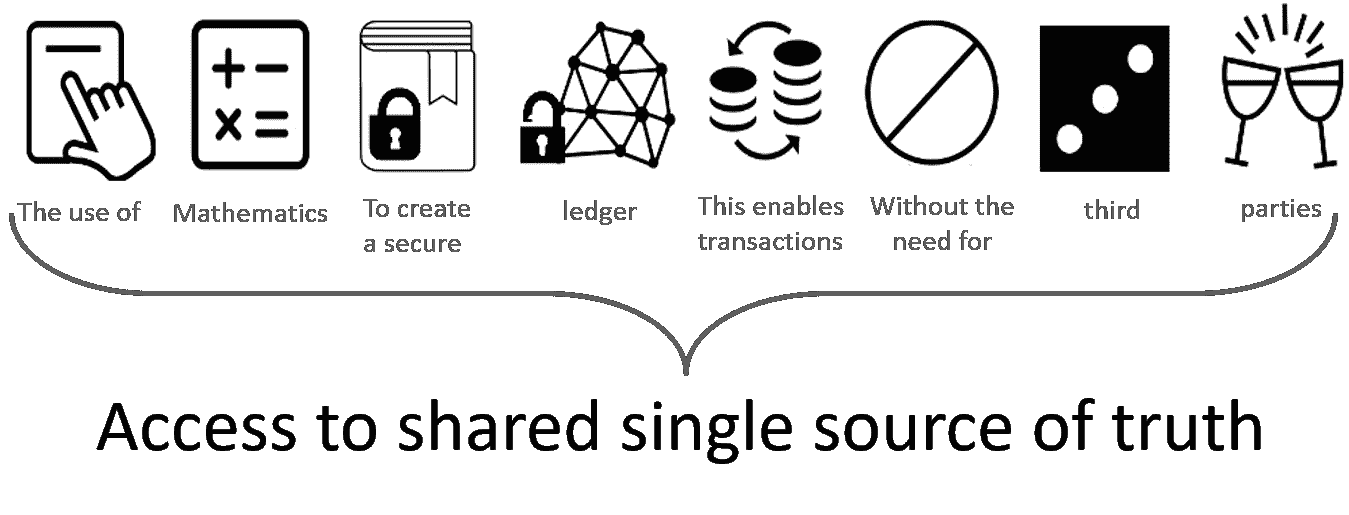 The use of
Mathematics
To create
a secure
ledger
This enables
transactions
Without the
need for
third
parties
Access to shared single source of truth